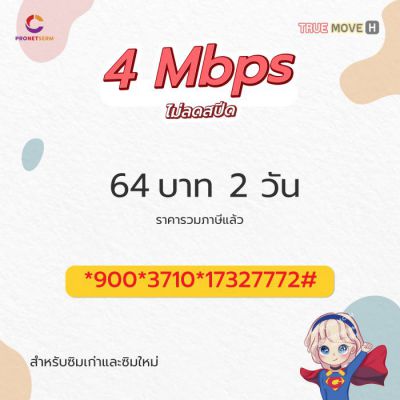 PRONETSERM
TRUE MOVE H
4 Mbps
ไม่ลดสปีด
64 บาท 2 วัน
ราคารวมภาษีแล้ว
*900*3710*17327772#
สำหรับซิมเก่าและซิมใหม่